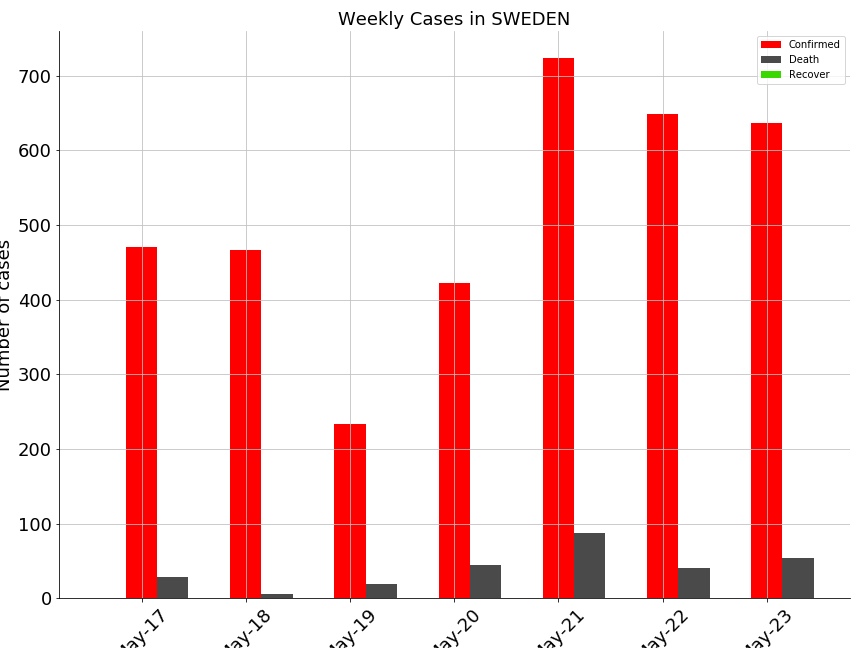 Weekly Cases in SWEDEN
Confirmed
Death
Recover
700
600
500
400
300
200
100
0
Number of cases
May-17
May-18
May-19
May-20
May-21
May-22
May-23